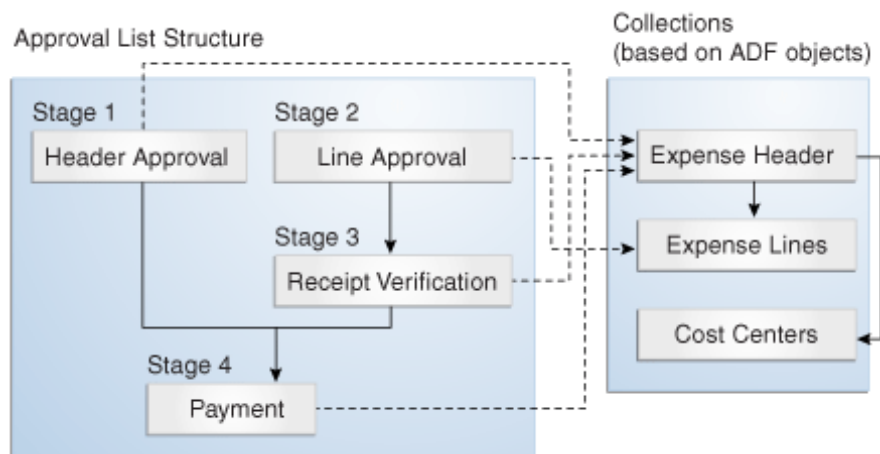 Approval List Structure
Stage 1
Header Approval
Stage 2
Line Approval
Stage 3
Receipt Verification
Stage 4
Payment
Collections
(based on ADF objects)
Expense Header
Expense Lines
Cost Centers